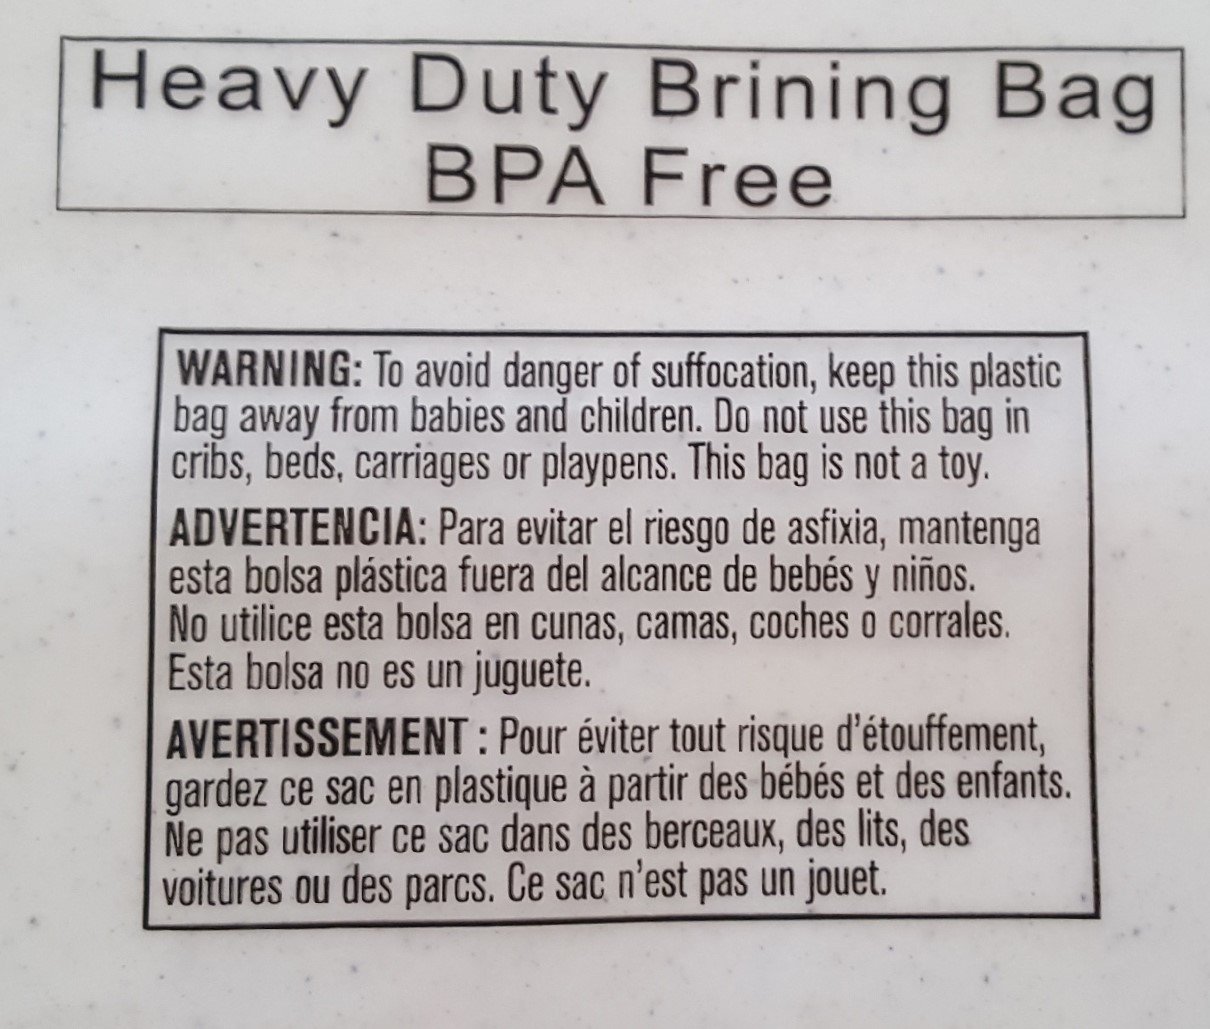 Heavy Duty Brining Bag
BPA Free
WARNING: To avoid danger of suffocation, keep this plastic
bag away from babies and children. Do not use this bag in
cribs, beds, carriages or playpens. This bag is not a toy.
ADVERTENCIA: Para evitar el riesgo de asfixia, mantenga
esta bolsa plástica fuera del alcance de bebés y niños.
No utilice esta bolsa en cunas, camas, coches o corrales.
Esta bolsa no es un juguete.
AVERTISSEMENT : Pour éviter tout risque d'étouffement,
gardez ce sac en plastique à partir des bébés et des enfants.
Ne pas utiliser ce sac dans des berceaux, des lits, des
voitures ou des parcs. Ce sac n'est pas un jouet.